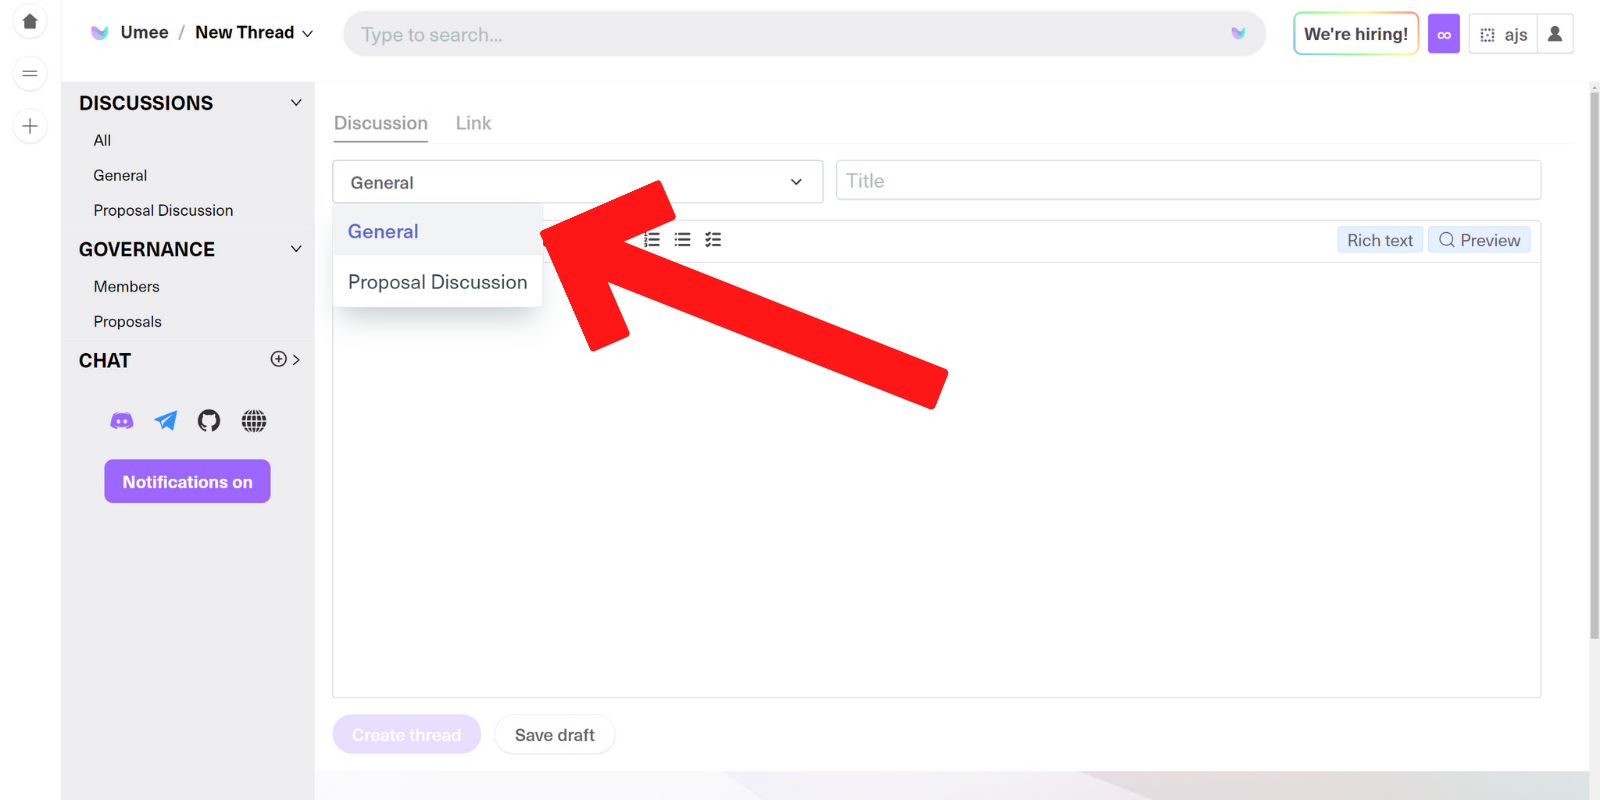 Umee / New Thread
Type to search...
We're hiring!
∞
ajs
DISCUSSIONS
All
General
Proposal Discussion
GOVERNANCE
Members
Proposals
CHAT
Notifications on
Discussion
Link
General
Title
General
Proposal Discussion
Rich text
Preview
Create thread
Save draft